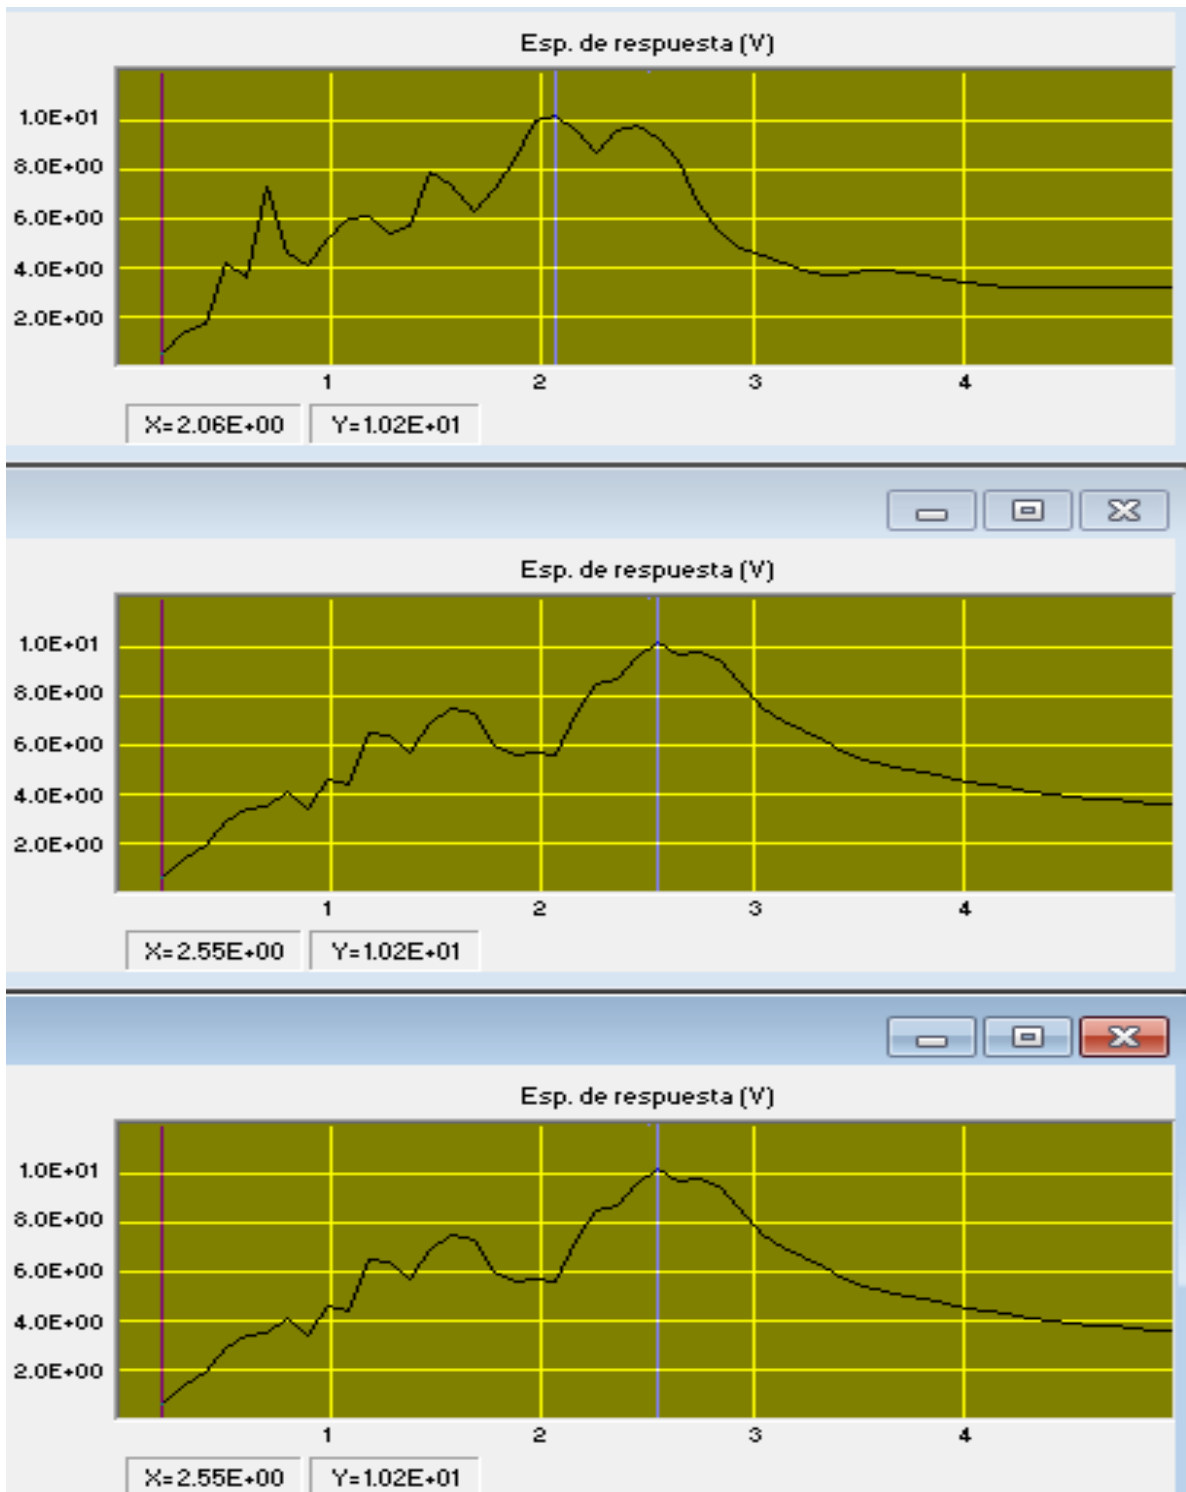 Esp. de respuesta (V)
1.0E+01
8.0E+00
6.0E+00
4.0E+00
2.0E+00
1 2 3 4
X=2.06E+00 Y=1.02E+01
Esp. de respuesta (V)
1.0E+01
8.0E+00
6.0E+00
4.0E+00
2.0E+00
1 2 3 4
X=2.55E+00 Y=1.02E+01
Esp. de respuesta (V)
1.0E+01
8.0E+00
6.0E+00
4.0E+00
2.0E+00
1 2 3 4
X=2.55E+00 Y=1.02E+01